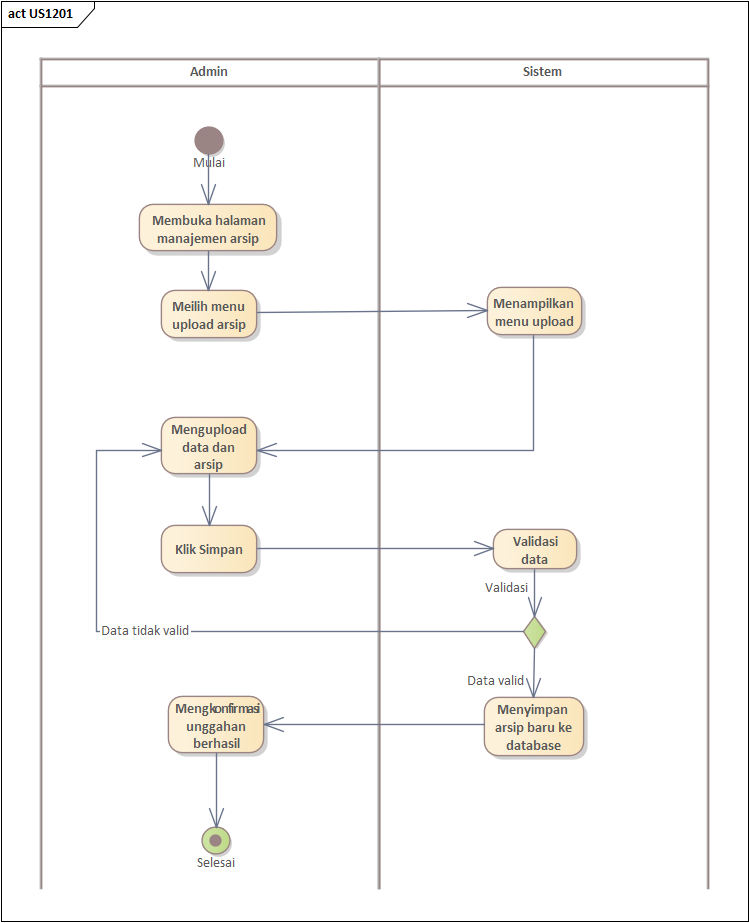 act US1201
Admin
Sistem
Mulai
Membuka halaman
manajemen arsip
Meilih menu
upload arsip
Menampilkan
menu upload
Mengupload
data dan
arsip
Klik Simpan
Validasi
data
Validasi
Data tidak valid
Data valid
Mengkonfirmasi
unggahan
berhasil
Menyimpan
arsip baru ke
database
Selesai